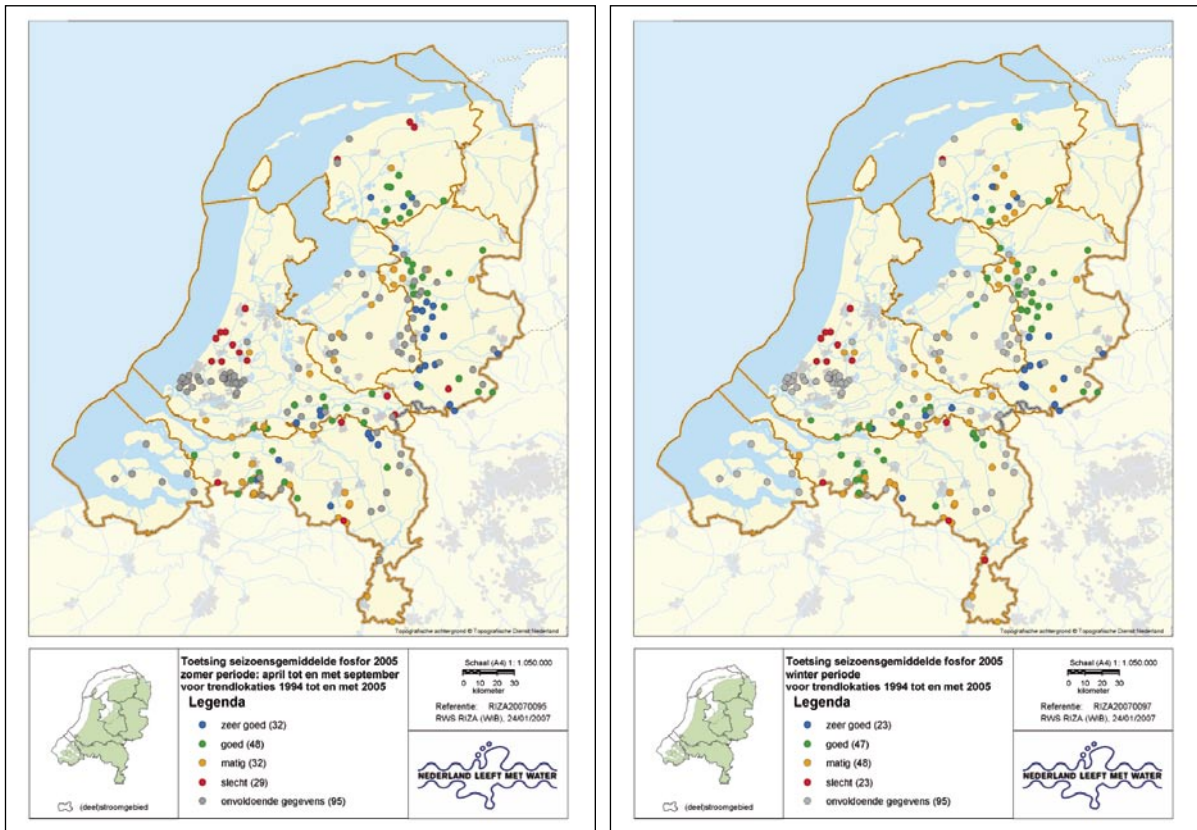 Topografische achtergrond © Topografische Dienst Nederland
Toetsing seizoensgemiddelde fosfor 2005
zomer periode: april tot en met september
voor trendlokaties 1994 tot en met 2005
Legenda
zeer goed (32)
goed (48)
matig (32)
slecht (29)
onvoldoende gegevens (95)
(deel)stroomgebied
Schaal (A4) 1: 1.050.000
0 10 20 30
kilometer
Referentie: RIZA20070095
RWS RIZA (WIB), 24/01/2007
NEDERLAND LEEFT MET WATER
Topografische achtergrond © Topografische Dienst Nederland
Toetsing seizoensgemiddelde fosfor 2005
winter periode
voor trendlokaties 1994 tot en met 2005
Legenda
zeer goed (23)
goed (47)
matig (48)
slecht (23)
onvoldoende gegevens (95)
(deel)stroomgebied
Schaal (A4) 1: 1.050.000
0 10 20 30
kilometer
Referentie: RIZA20070097
RWS RIZA (WIB), 24/01/2007
NEDERLAND LEEFT MET WATER